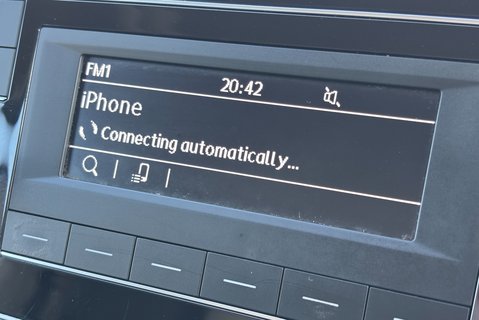 FM1 20:42
iPhone
Connecting automatically...